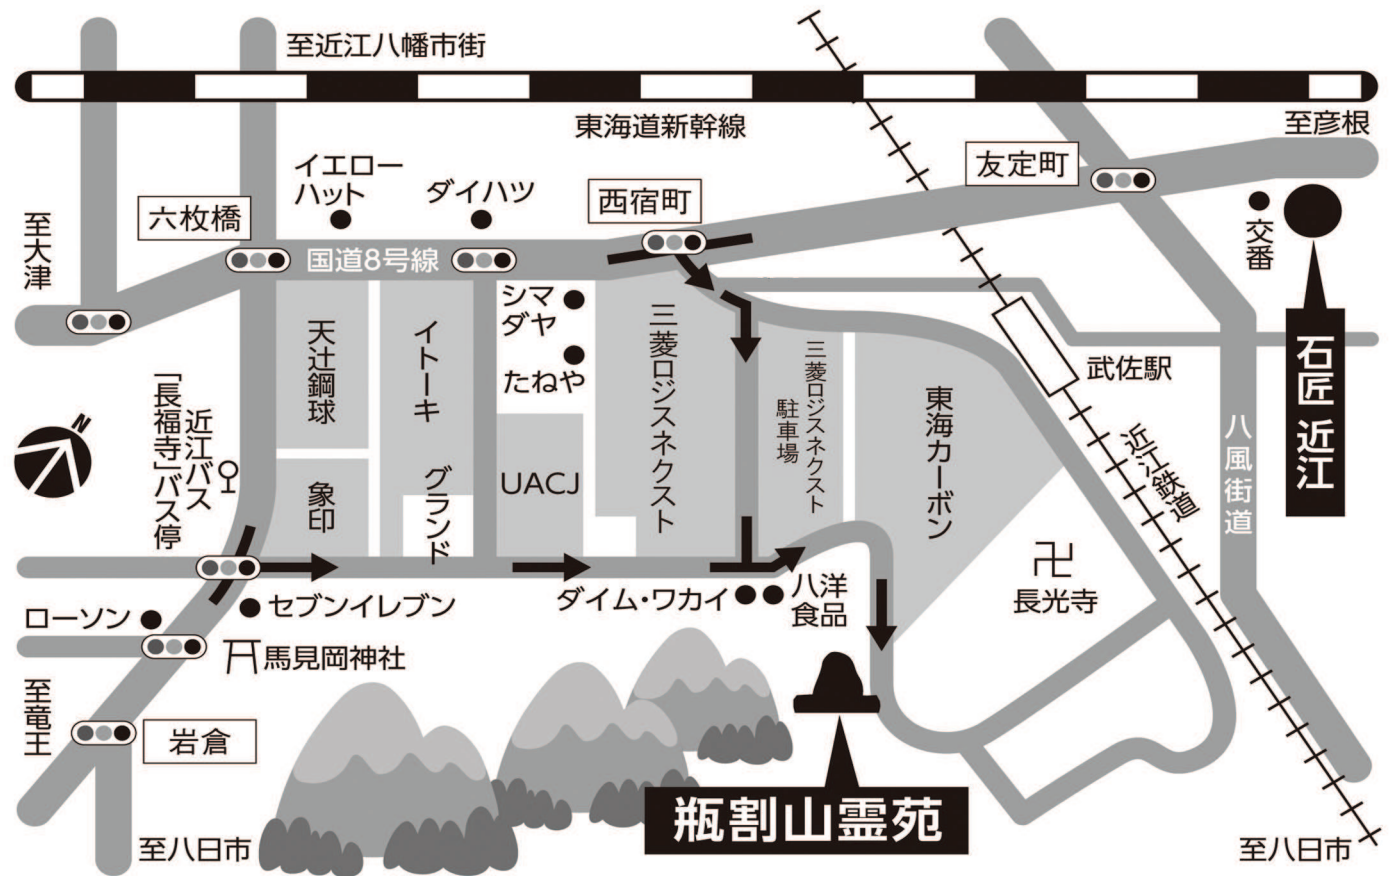 至近江八幡市街
東海道新幹線
至彦根
イエロー
ハット
ダイハツ
西宿町
友定町
六枚橋
至大津
国道8号線
交番
シマ
ダヤ
たねや
天辻鋼球
イトーキ
三菱ロジスネクスト
三菱ロジスネクスト
駐車場
東海カーボン
武佐駅
近江鉄道
八風街道
石匠 近江
N
近江バス
「長福寺」バス停
象印
グランド
UACJ
卍
長光寺
ローソン
セブンイレブン
ダイム・ワカイ
八洋
食品
馬見岡神社
至竜王
岩倉
瓶割山霊苑
至八日市
至八日市